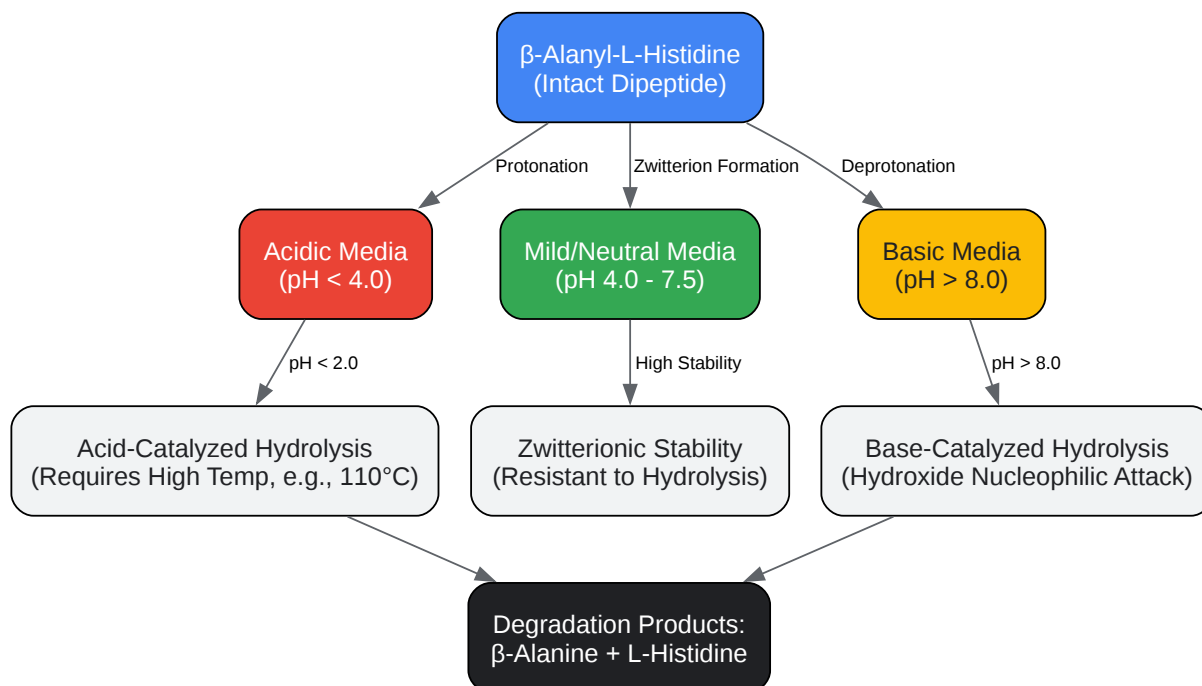 β-Alanyl-L-Histidine
(Intact Dipeptide)
Protonation
Zwitterion Formation
Deprotonation
Acidic Media
(pH < 4.0)
Mild/Neutral Media
(pH 4.0 - 7.5)
Basic Media
(pH > 8.0)
pH < 2.0
High Stability
pH > 8.0
Acid-Catalyzed Hydrolysis
(Requires High Temp, e.g., 110°C)
Zwitterionic Stability
(Resistant to Hydrolysis)
Base-Catalyzed Hydrolysis
(Hydroxide Nucleophilic Attack)
Degradation Products:
β-Alanine + L-Histidine